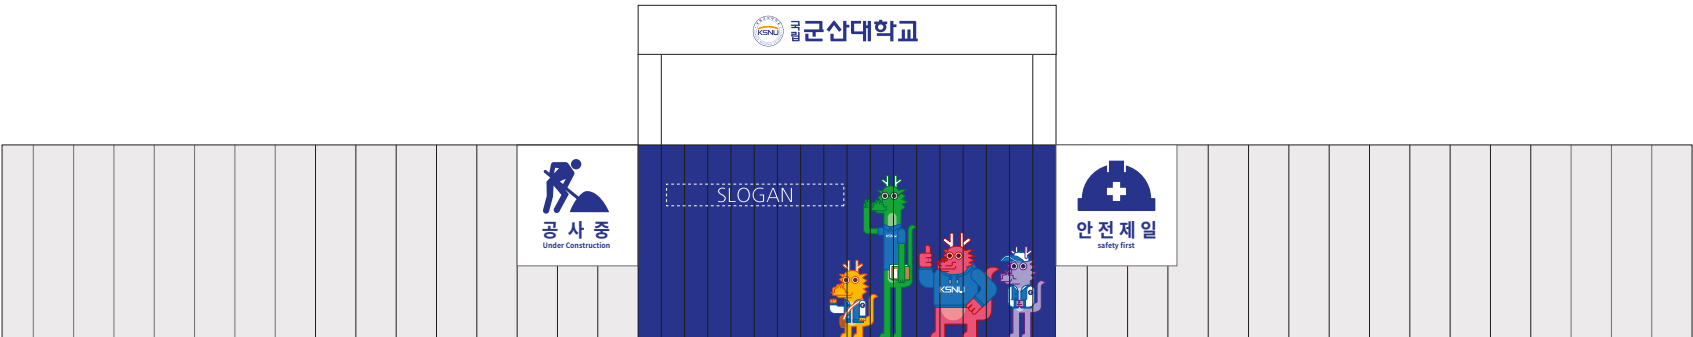 KSNU
국립
군산대학교
공 사 중
Under Construction
SLOGAN
KSNU
안 전 제 일
safety first